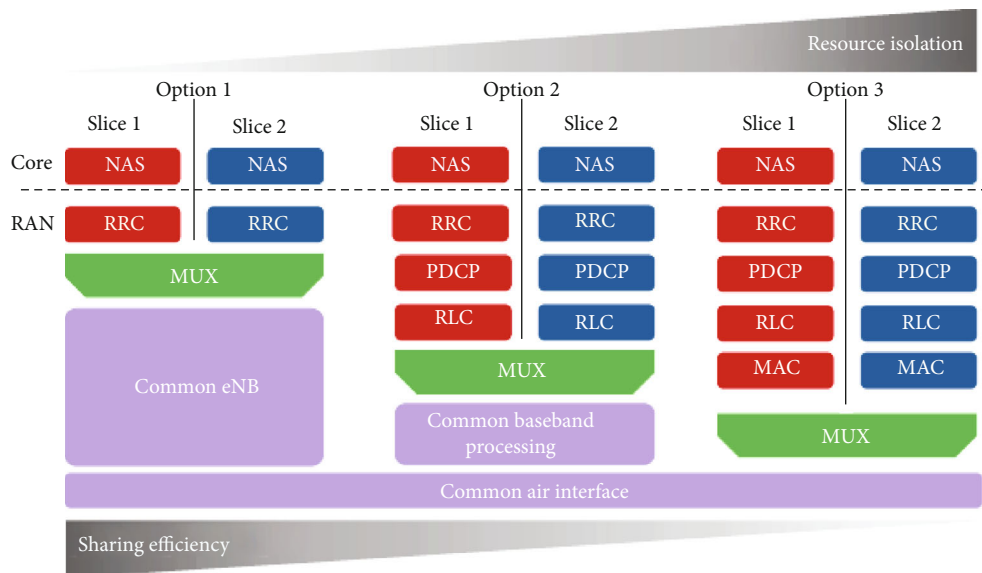 Resource isolation
Option 1
Option 2
Option 3
Slice 1
Slice 2
Slice 1
Slice 2
Slice 1
Slice 2
Core
NAS
NAS
NAS
NAS
NAS
NAS
RAN
RRC
RRC
RRC
RRC
RRC
RRC
MUX
PDCP
PDCP
PDCP
PDCP
RLC
RLC
RLC
RLC
Common eNB
MUX
MAC
MAC
Common baseband
processing
MUX
Common air interface
Sharing efficiency